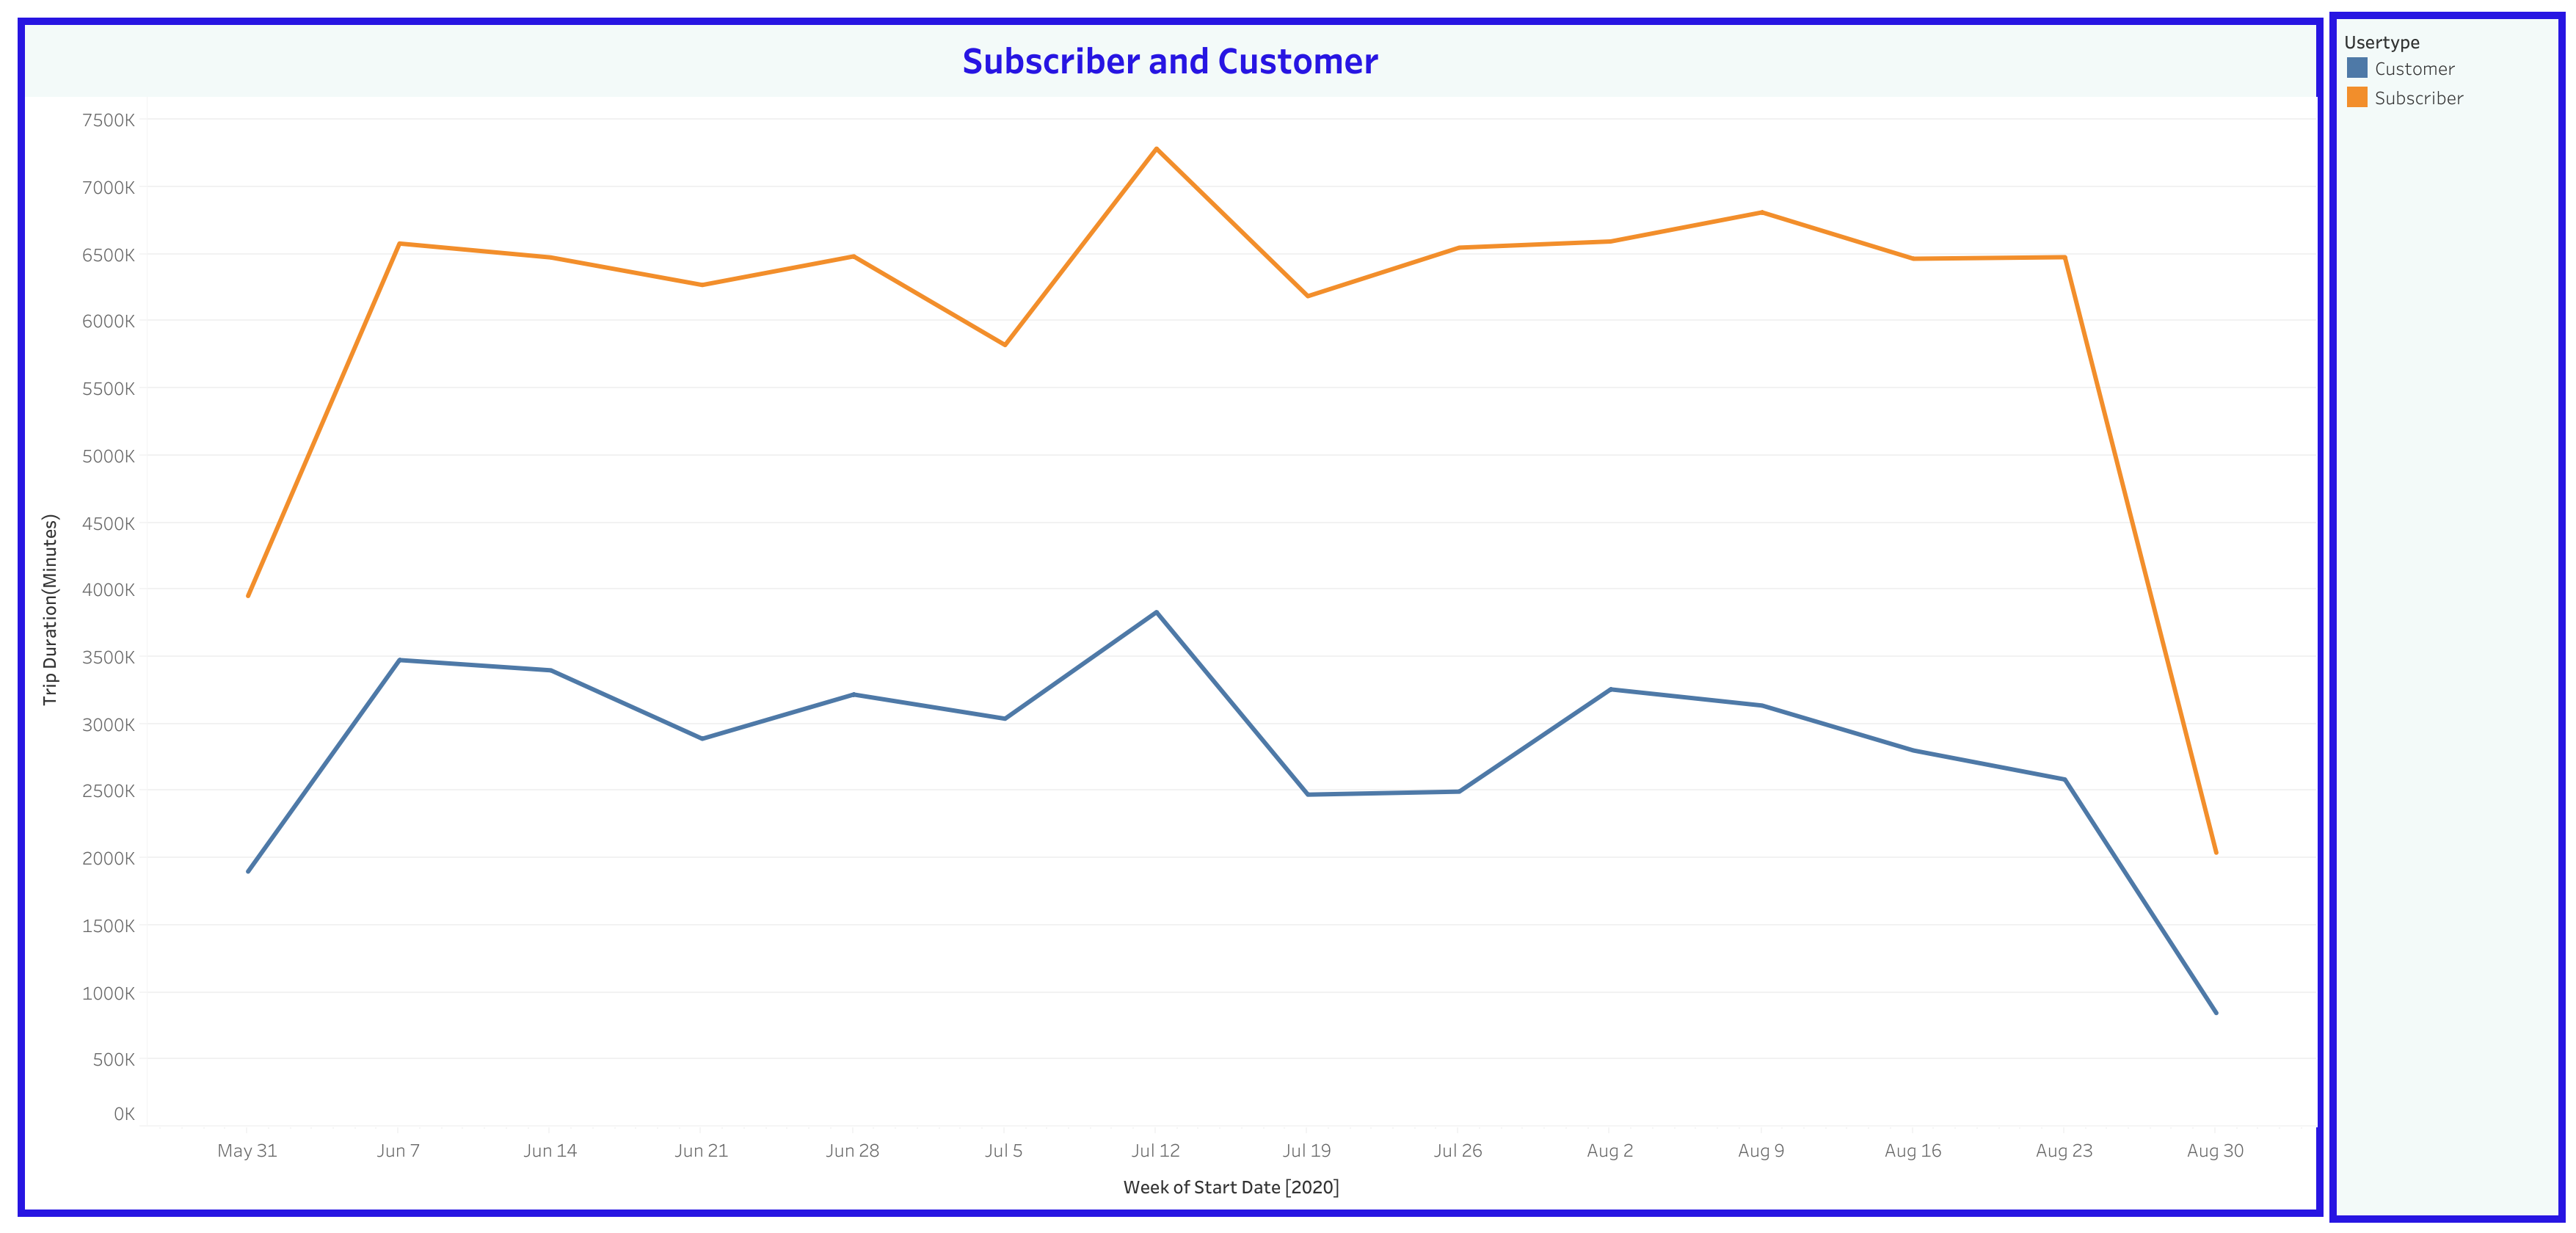 Subscriber and Customer
Usertype
Customer
Subscriber
7500K
7000K
6500K
6000K
5500K
5000K
4500K
4000K
3500K
3000K
2500K
2000K
1500K
1000K
500K
0K
Trip Duration(Minutes)
May 31 Jun 7 Jun 14 Jun 21 Jun 28 Jul 5 Jul 12 Jul 19 Jul 26 Aug 2 Aug 9 Aug 16 Aug 23 Aug 30
Week of Start Date [2020]